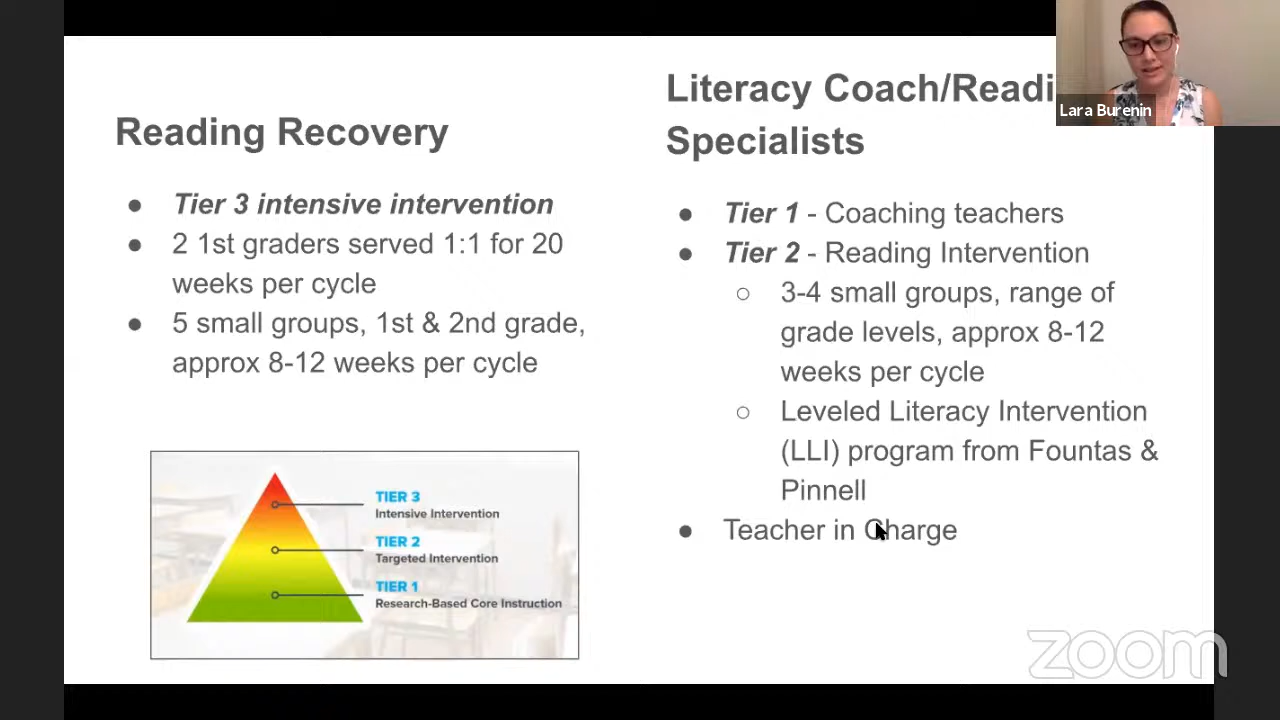 Reading Recovery
● Tier 3 intensive intervention
● 2 1st graders served 1:1 for 20
weeks per cycle
● 5 small groups, 1st & 2nd grade,
approx 8-12 weeks per cycle
TIER 3
Intensive Intervention
TIER 2
Targeted Intervention
TIER 1
Research-Based Core Instruction
Literacy Coach/Readi
Specialists
● Tier 1 - Coaching teachers
● Tier 2 - Reading Intervention
○ 3-4 small groups, range of
grade levels, approx 8-12
weeks per cycle
○ Leveled Literacy Intervention
(LLI) program from Fountas &
Pinnell
● Teacher in Charge
Lara Burenin
zoom